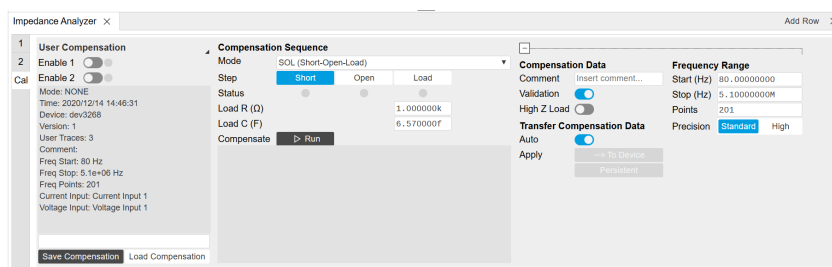 Impedance Analyzer ×
Add Row
1
2
Cal
User Compensation
Enable 1
Enable 2
Mode: NONE
Time: 2020/12/14 14:46:31
Device: dev3268
Version: 1
User Traces: 3
Comment:
Freq Start: 80 Hz
Freq Stop: 5.1e+06 Hz
Freq Points: 201
Current Input: Current Input 1
Voltage Input: Voltage Input 1
Save Compensation Load Compensation
Compensation Sequence
Mode SOL (Short-Open-Load)
Step Short Open Load
Status
Load R (Ω) 1.000000k
Load C (F) 6.570000f
Compensate Run
Compensation Data
Comment Insert comment...
Validation
High Z Load
Transfer Compensation Data
Auto
Apply --> To Device
Persistent
Frequency Range
Start (Hz) 80.00000000
Stop (Hz) 5.10000000M
Points 201
Precision Standard High